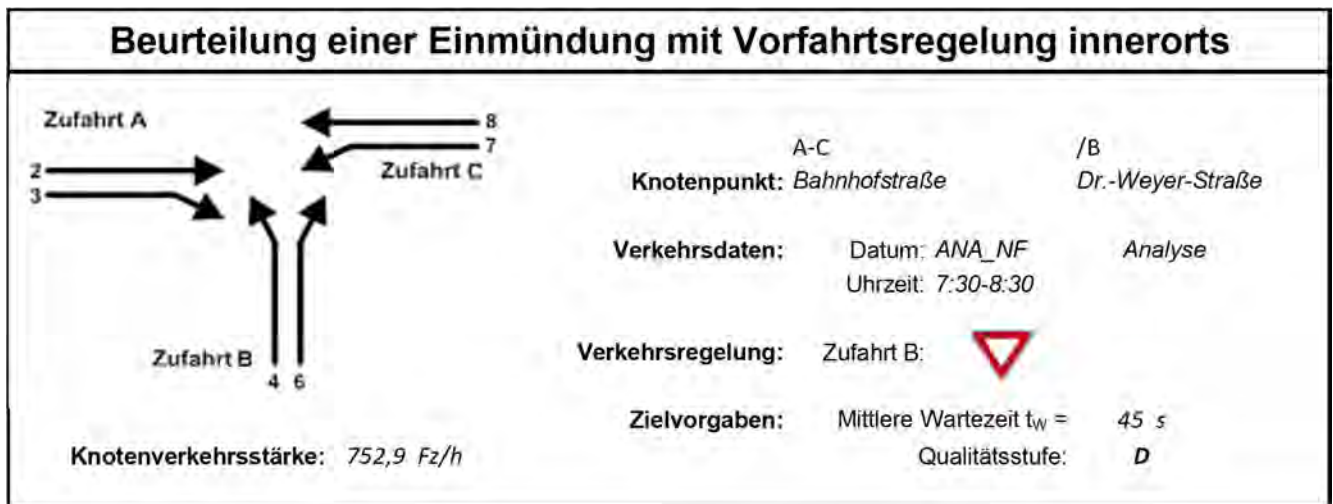 Beurteilung einer Einmündung mit Vorfahrtsregelung innerorts
Zufahrt A
8
7
Zufahrt C
2
3
Zufahrt B
4 6
Knotenverkehrsstärke: 752,9 Fz/h
A-C /B
Knotenpunkt: Bahnhofstraße Dr.-Weyer-Straße
Verkehrsdaten: Datum: ANA_NF Analyse
Uhrzeit: 7:30-8:30
Verkehrsregelung: Zufahrt B:
Zielvorgaben: Mittlere Wartezeit tW = 45 s
Qualitätsstufe: D